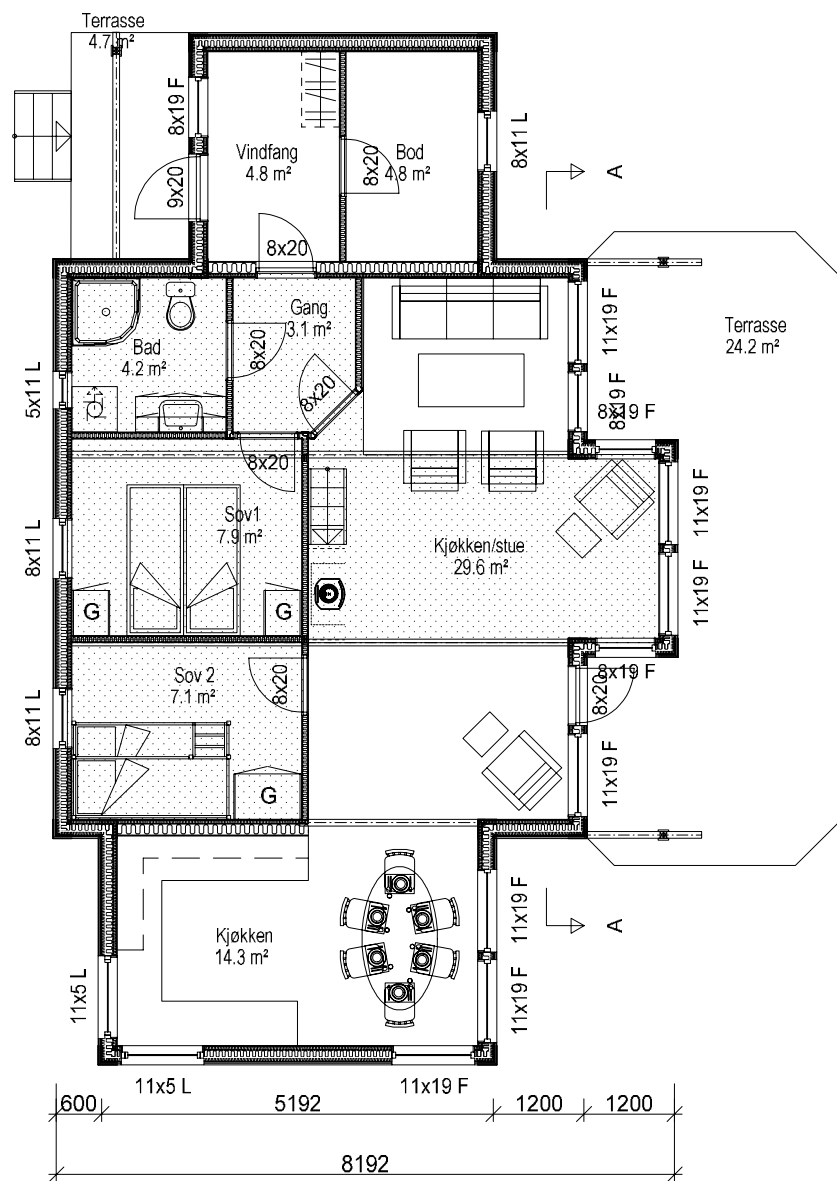 Terrasse
4.7 m²
8x19 F
Vindfang
4.8 m²
Bod
4.8 m²
8x20
8x11 L
9x20
A
8x20
Gang
3.1 m²
11x19 F
Terrasse
24.2 m²
Bad
4.2 m²
8x20
5x11 L
8x20
8x19 F
8x19 F
8x20
Sov1
7.9 m²
11x19 F
Kjøkken/stue
29.6 m²
8x11 L
11x19 F
G
G
Sov 2
7.1 m²
8x20
8x19 F
8x20
8x11 L
11x19 F
G
11x19 F
A
Kjøkken
14.3 m²
11x5 L
11x19 F
11x5 L
11x19 F
600
5192
1200
1200
8192